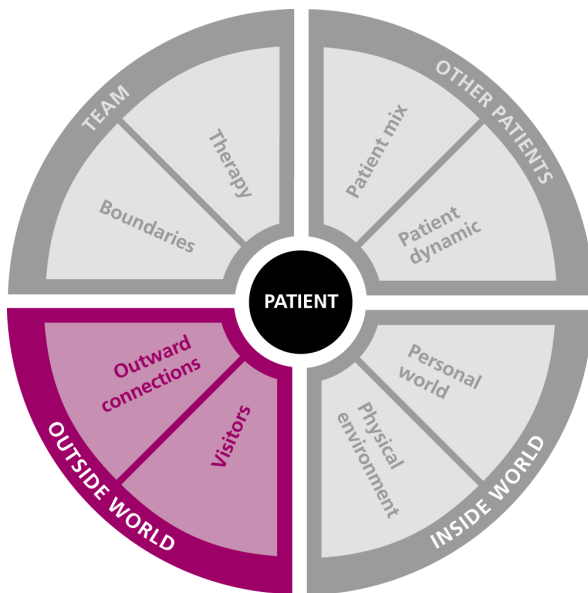 TEAM
Therapy
Boundaries
OTHER PATIENTS
Patient mix
Patient
dynamic
PATIENT
Outward
connections
Visitors
OUTSIDE WORLD
Personal
world
Physical
environment
INSIDE WORLD